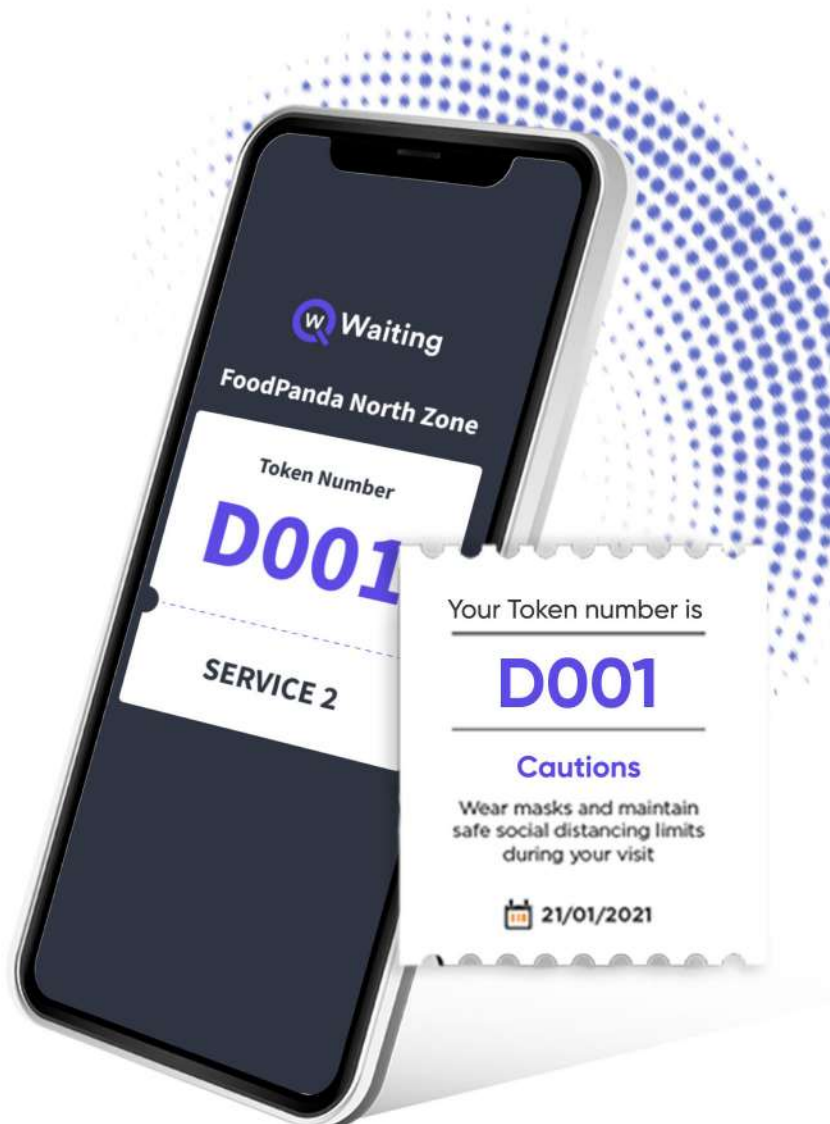 W Waiting
FoodPanda North Zone
Token Number
D001
SERVICE 2
Your Token number is
D001
Cautions
Wear masks and maintain
safe social distancing limits
during your visit
21/01/2021